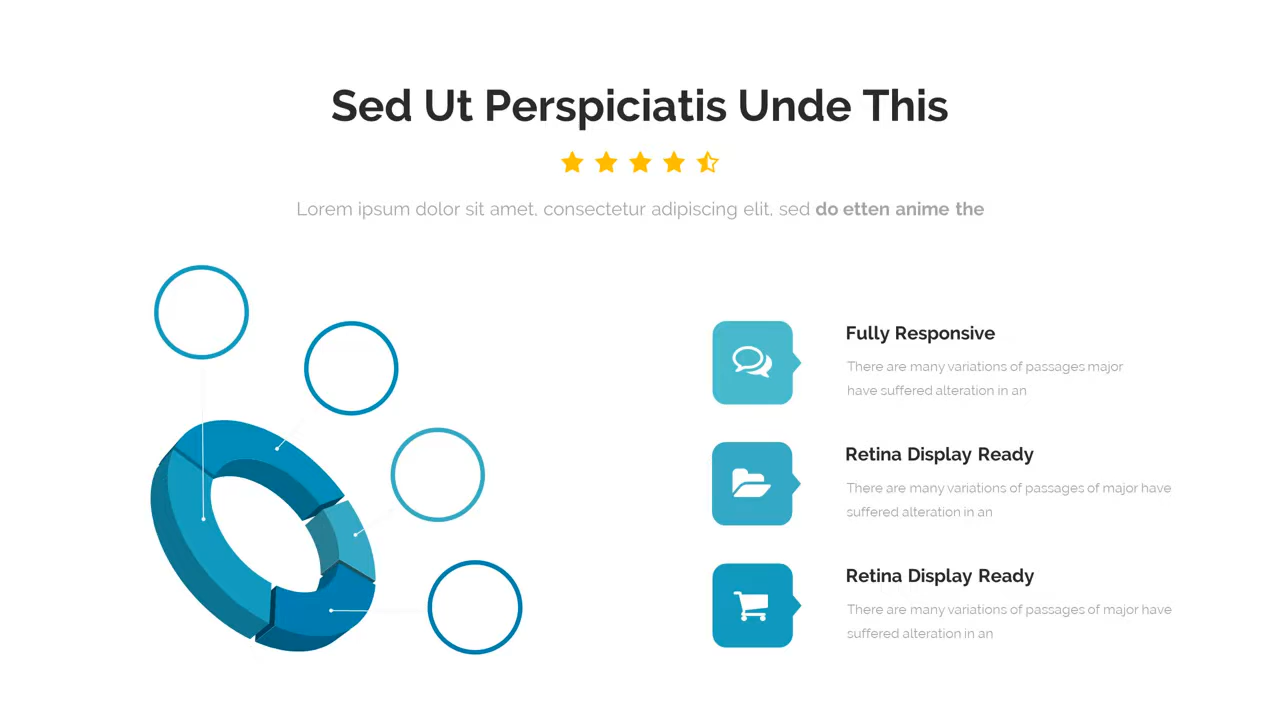 Sed Ut Perspiciatis Unde This
Lorem ipsum dolor sit amet, consectetur adipiscing elit, sed do etten anime the
Fully Responsive
There are many variations of passages major
have suffered alteration in an
Retina Display Ready
There are many variations of passages of major have
suffered alteration in an
Retina Display Ready
There are many variations of passages of major have
suffered alteration in an